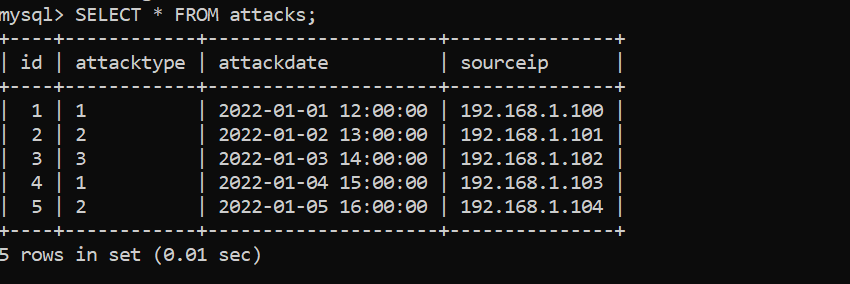 mysql> SELECT * FROM attacks;
+----+------------+---------------------+---------------+
| id | attacktype | attackdate          | sourceip      |
+----+------------+---------------------+---------------+
|  1 | 1          | 2022-01-01 12:00:00 | 192.168.1.100 |
|  2 | 2          | 2022-01-02 13:00:00 | 192.168.1.101 |
|  3 | 3          | 2022-01-03 14:00:00 | 192.168.1.102 |
|  4 | 1          | 2022-01-04 15:00:00 | 192.168.1.103 |
|  5 | 2          | 2022-01-05 16:00:00 | 192.168.1.104 |
+----+------------+---------------------+---------------+
5 rows in set (0.01 sec)